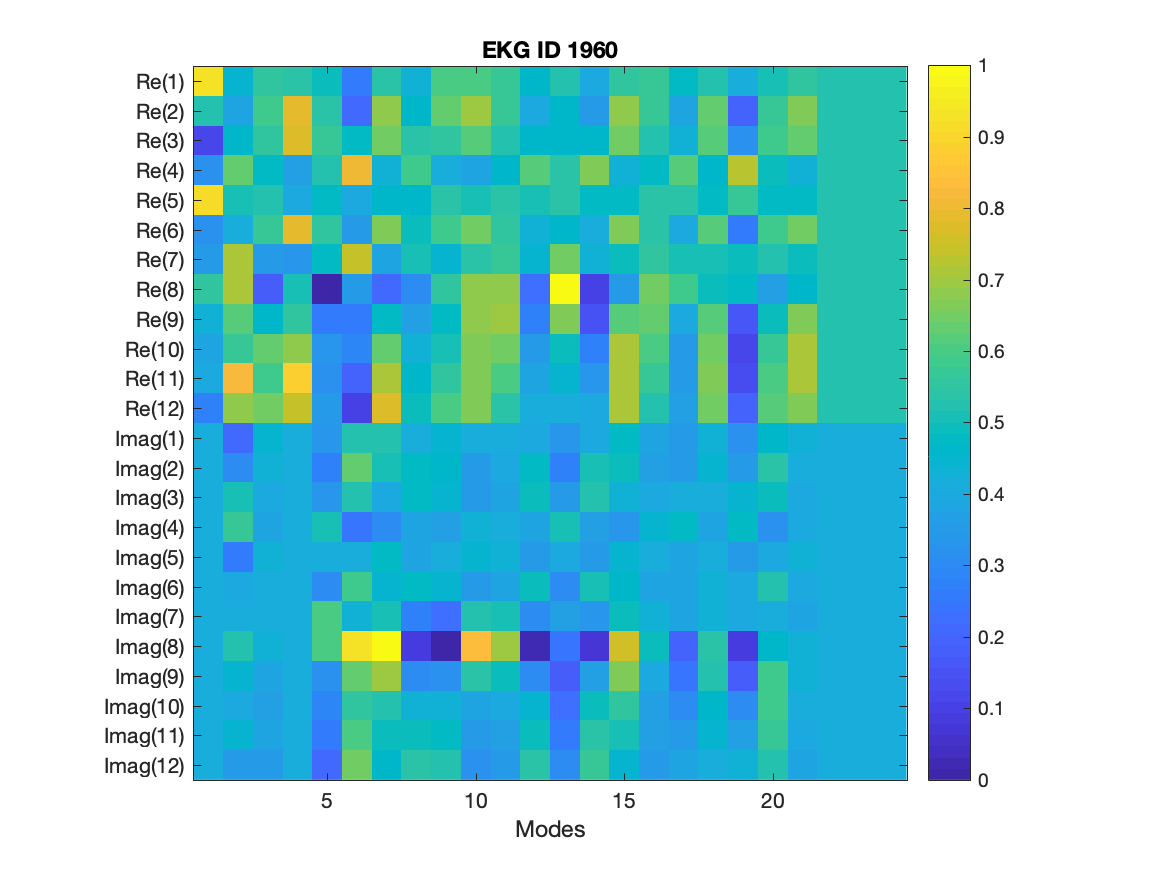 EKG ID 1960
Re(1)
Re(2)
Re(3)
Re(4)
Re(5)
Re(6)
Re(7)
Re(8)
Re(9)
Re(10)
Re(11)
Re(12)
Imag(1)
Imag(2)
Imag(3)
Imag(4)
Imag(5)
Imag(6)
Imag(7)
Imag(8)
Imag(9)
Imag(10)
Imag(11)
Imag(12)
5 10 15 20
Modes
1
0.9
0.8
0.7
0.6
0.5
0.4
0.3
0.2
0.1
0